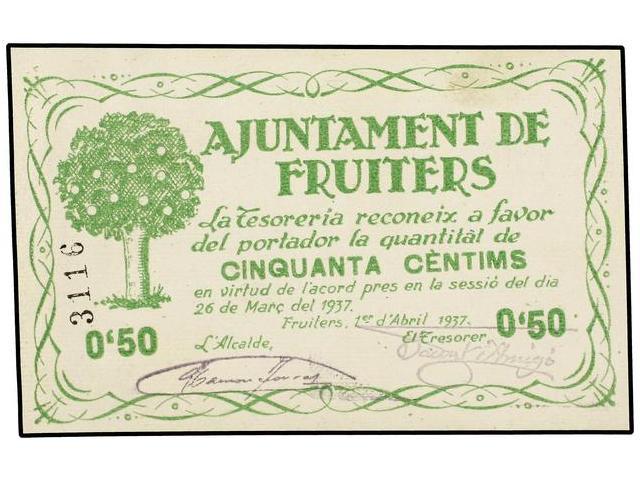 AJUNTAMENT DE
FRUITERS
La Tesoreria reconeix a favor
del portador la quantitàt de
CINQUANTA CÈNTIMS
en virtud de l'acord pres en la sessió del dia
26 de Març del 1937.
Fruiters, 1er d'Abril 1937.
3116
0'50
0'50
L'Alcalde,
El Tresorer,